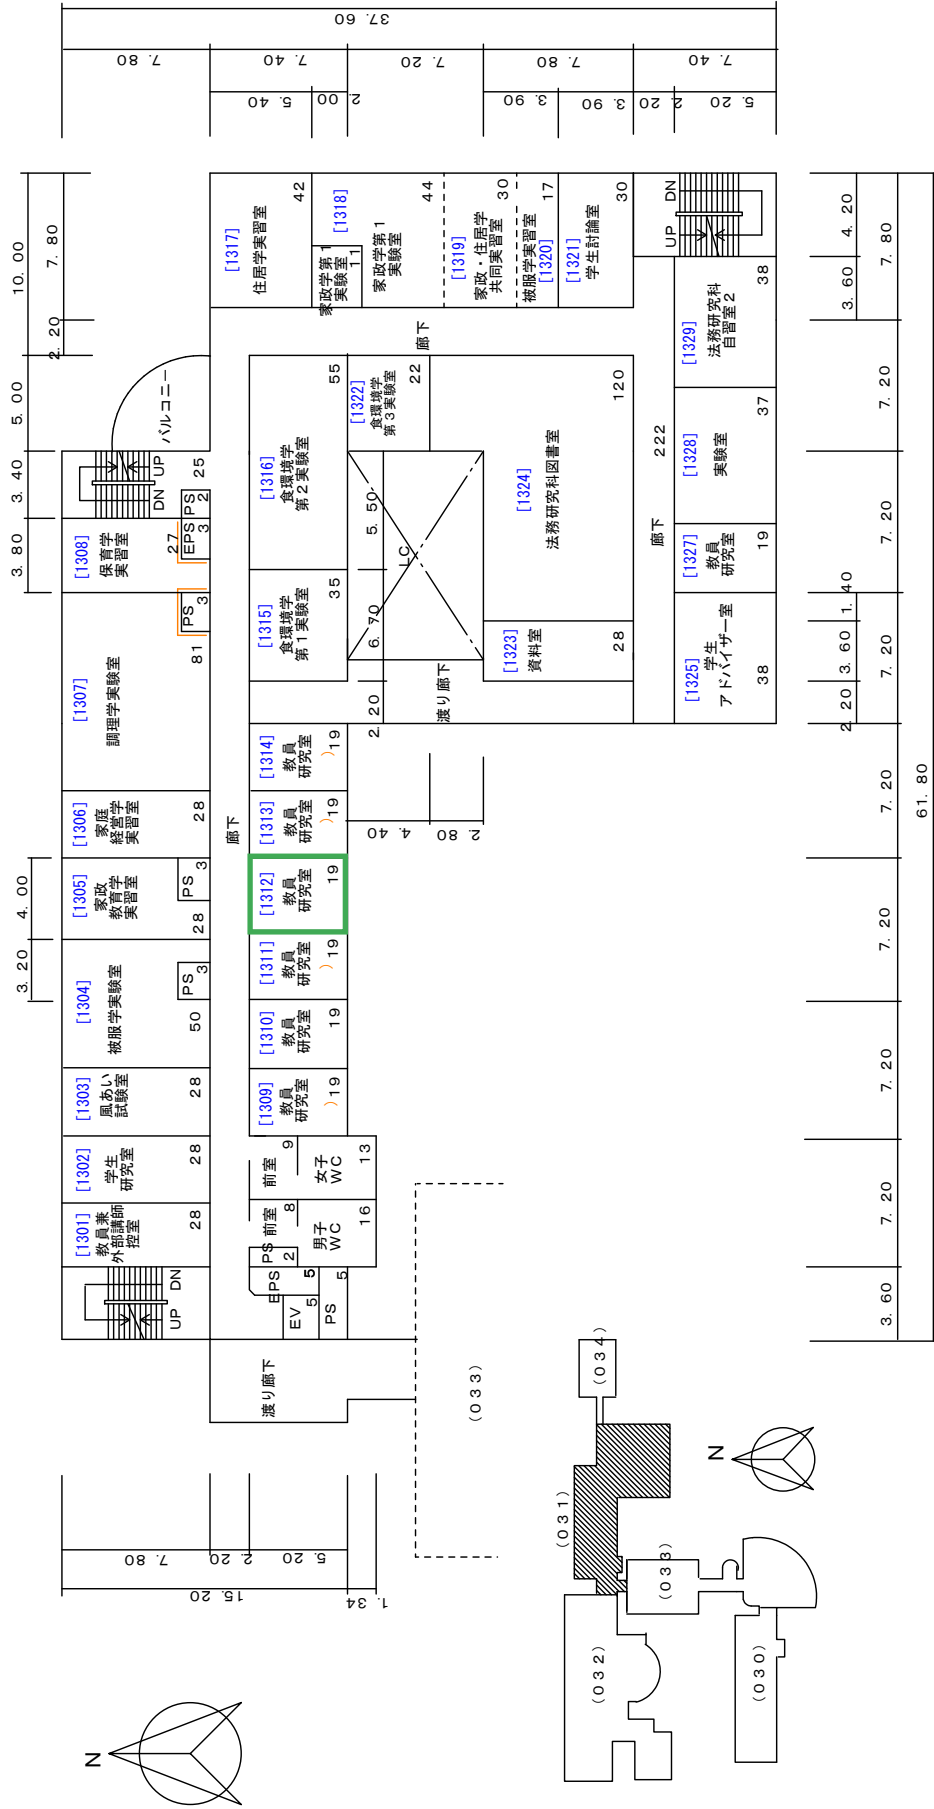 37.60
7.80
7.40
7.20
7.80
7.40
5.40
2.00
3.90
3.90
2.20
5.20
10.00
7.80
2.20
5.00
3.40
3.80
4.00
3.20
バルコニー
DN
UP
25
PS
2
EPS
3
[1308]
保育学
実習室
27
PS
3
[1307]
調理学実験室
81
[1306]
家庭
経営学
実習室
28
[1305]
家政
教育学
実習室
28
PS
3
[1304]
被服学実験室
50
PS
3
[1303]
風あい
試験室
28
[1302]
学生
研究室
28
[1301]
教員兼
外部講師
控室
28
UP
DN
廊下
[1317]
住居学実習室
42
[1318]
家政学第1
実験室
11
家政学第1
実験室
44
[1319]
家政・住居学
共同実習室
30
被服学実習室
[1320]
17
[1321]
学生討論室
30
UP
DN
廊下
[1316]
食環境学
第2実験室
55
[1322]
食環境学
第3実験室
22
[1315]
食環境学
第1実験室
35
5.50
6.70
2.20
LC
[1324]
法務研究科図書室
120
[1323]
資料室
28
渡り廊下
廊下
222
[1329]
法務研究科
自習室2
38
[1328]
実験室
37
[1327]
教員
研究室
19
[1325]
学生
アドバイザー室
38
[1314]
教員
研究室
)19
[1313]
教員
研究室
)19
[1312]
教員
研究室
19
[1311]
教員
研究室
)19
[1310]
教員
研究室
19
[1309]
教員
研究室
)19
4.40
2.80
前室
9
女子
WC
13
前室
8
男子
WC
16
PS
2
EPS
5
EV
5
PS
5
渡り廊下
4.20
3.60
1.40
3.60
2.20
7.80
7.20
7.20
7.20
7.20
7.20
7.20
7.20
3.60
61.80
7.80
2.20
5.20
15.20
1.34
(033)
N
(034)
(031)
(033)
(032)
(030)
N